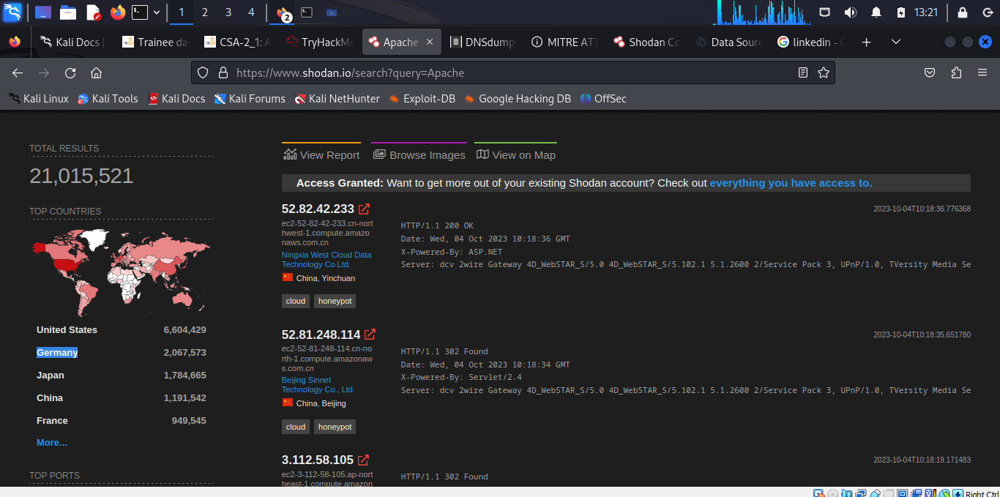 1 2 3 4 2 13:21
Kali Docs Trainee da CSA-2_1: A TryHackMe Apache DNSdump MITRE ATT Shodan Co Data Sourc linkedin - G
https://www.shodan.io/search?query=Apache
Kali Linux Kali Tools Kali Docs Kali Forums Kali NetHunter Exploit-DB Google Hacking DB OffSec
TOTAL RESULTS
21,015,521
TOP COUNTRIES
United States 6,604,429
Germany 2,067,573
Japan 1,784,665
China 1,191,542
France 949,545
More...
TOP PORTS
View Report Browse Images View on Map
Access Granted: Want to get more out of your existing Shodan account? Check out everything you have access to.
52.82.42.233
2023-10-04T10:18:36.776368
ec2-52-82-42-233.cn-nort
hwest-1.compute.amazo
naws.com.cn
Ningxia West Cloud Data
Technology Co.Ltd.
China, Yinchuan
cloud honeypot
HTTP/1.1 200 OK
Date: Wed, 04 Oct 2023 10:18:36 GMT
X-Powered-By: ASP.NET
Server: dcv 2wire Gateway 4D_WebSTAR_S/5.0 4D_WebSTAR_S/5.102.1 5.1.2600 2/Service Pack 3, UPnP/1.0, TVersity Media Se
52.81.248.114
2023-10-04T10:18:35.651780
ec2-52-81-248-114.cn-no
rth-1.compute.amazonaw
s.com.cn
Beijing Sinnet
Technology Co., Ltd.
China, Beijing
cloud honeypot
HTTP/1.1 302 Found
Date: Wed, 04 Oct 2023 10:18:34 GMT
X-Powered-By: Servlet/2.4
Server: dcv 2wire Gateway 4D_WebSTAR_S/5.0 4D_WebSTAR_S/5.102.1 5.1.2600 2/Service Pack 3, UPnP/1.0, TVersity Media Se
3.112.58.105
2023-10-04T10:18:19.171483
ec2-3-112-58-105.ap-nort
heast-1.compute.amazon
HTTP/1.1 302 Found
Right Ctrl